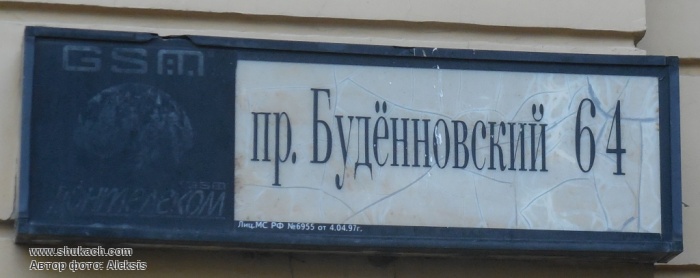 GSM
пр. Будённовский 64
Лиц.МС РФ №6955 от 4.04.97г.
www.shukach.com
Автор фото: Aleksis